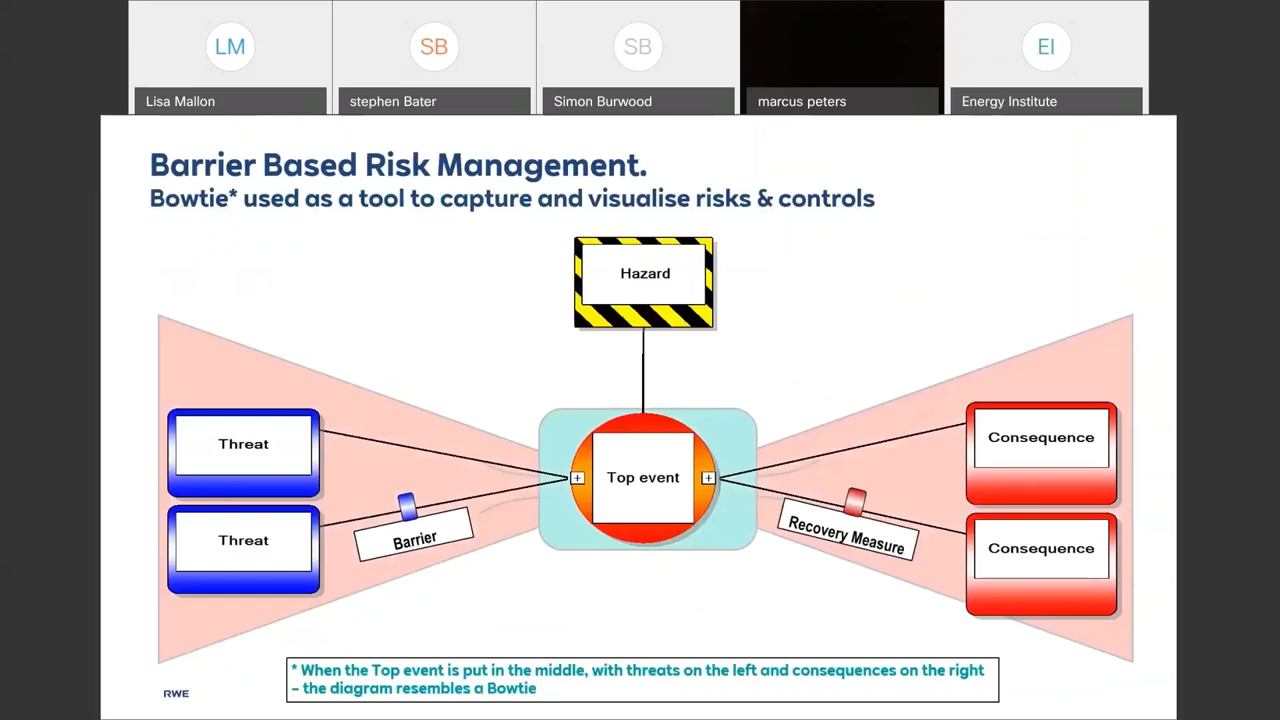 LM
SB
SB
EI
Lisa Mallon
stephen Bater
Simon Burwood
marcus peters
Energy Institute
Barrier Based Risk Management.
Bowtie* used as a tool to capture and visualise risks & controls
Hazard
Threat
Threat
Barrier
Top event
+
+
Recovery Measure
Consequence
Consequence
* When the Top event is put in the middle, with threats on the left and consequences on the right
– the diagram resembles a Bowtie
RWE